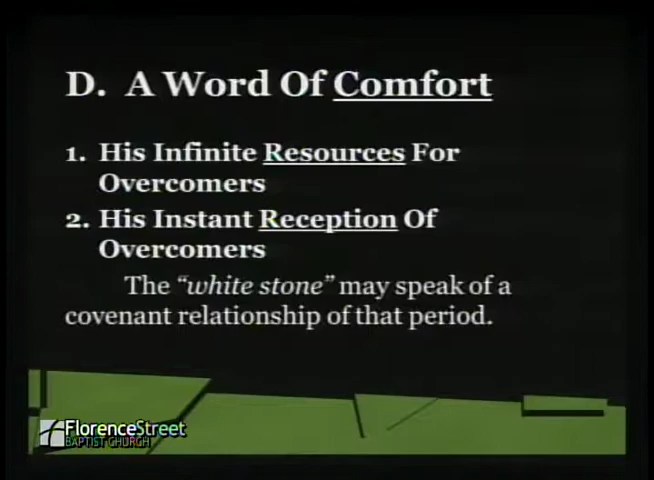 D. A Word Of Comfort
1. His Infinite Resources For
Overcomers
2. His Instant Reception Of
Overcomers
The “white stone” may speak of a
covenant relationship of that period.
FlorenceStreet
BAPTIST CHURCH